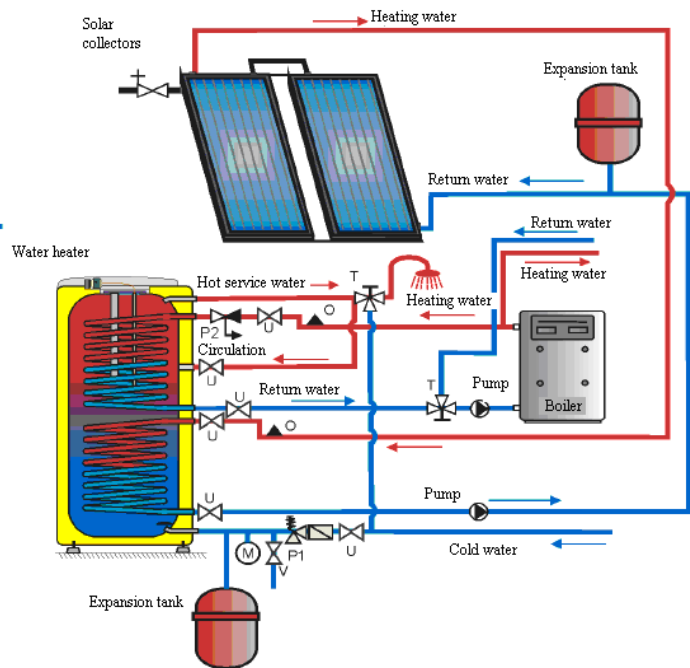 Solar
collectors
Heating water
Expansion tank
Return water
Return water
Heating water
Water heater
Hot service water
T
Heating water
O
P2
U
Circulation
U
Return water
T
Pump
Boiler
U
U
O
U
Pump
M
V
P1
U
Cold water
Expansion tank